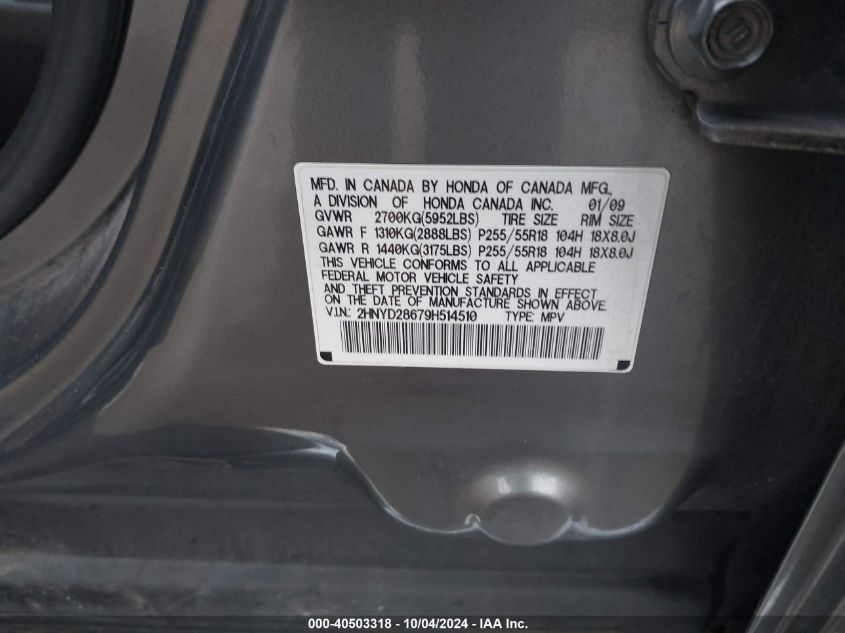 MFD. IN CANADA BY HONDA OF CANADA MFG.,
A DIVISION OF HONDA CANADA INC. 01/09
GVWR 2700KG(5952LBS) TIRE SIZE RIM SIZE
GAWR F 1310KG(2888LBS) P255/55R18 104H 18X8.0J
GAWR R 1440KG(3175LBS) P255/55R18 104H 18X8.0J
THIS VEHICLE CONFORMS TO ALL APPLICABLE
FEDERAL MOTOR VEHICLE SAFETY
AND THEFT PREVENTION STANDARDS IN EFFECT
ON THE DATE OF MANUFACTURE SHOWN ABOVE.
V.I.N.: 2HNYD28679H514510 TYPE: MPV
000-40503318 - 10/04/2024 - IAA Inc.